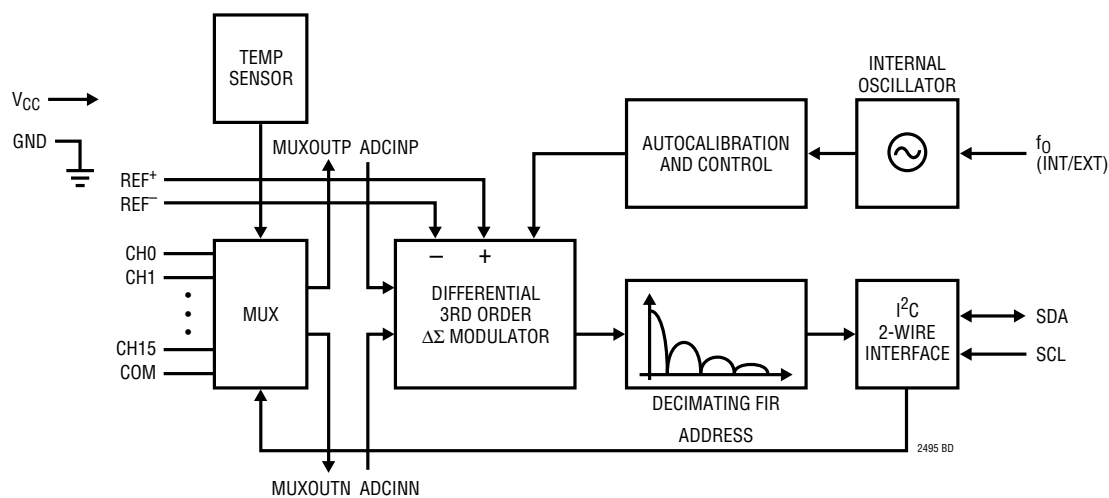 TEMP
SENSOR
INTERNAL
OSCILLATOR
VCC
GND
MUXOUTP ADCINP
AUTOCALIBRATION
AND CONTROL
fO
(INT/EXT)
REF+
REF–
CH0
CH1
CH15
COM
MUX
– +
DIFFERENTIAL
3RD ORDER
ΔΣ MODULATOR
I2C
2-WIRE
INTERFACE
SDA
SCL
DECIMATING FIR
ADDRESS
2495 BD
MUXOUTN ADCINN